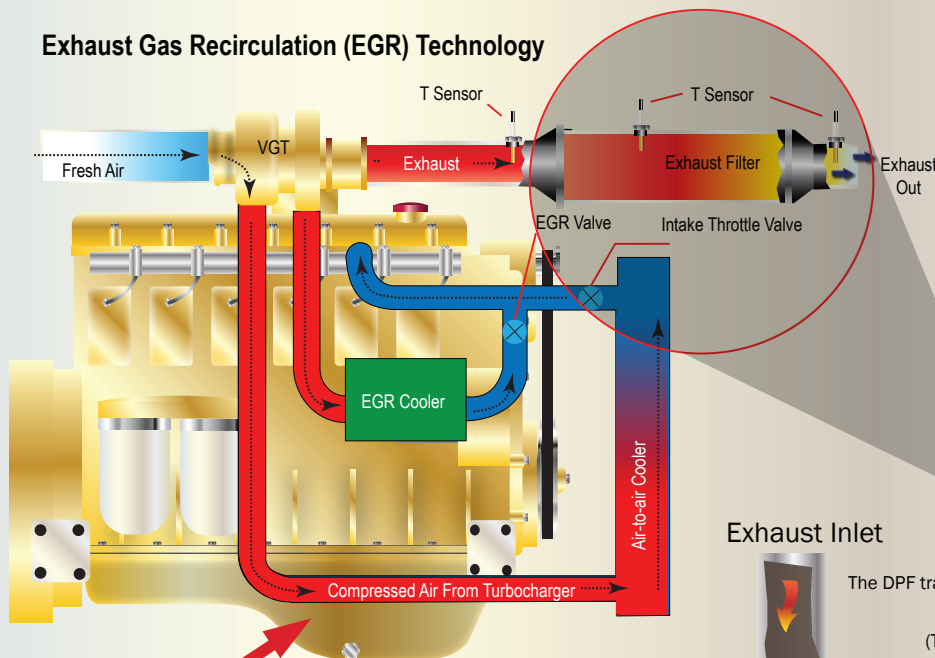 Exhaust Gas Recirculation (EGR) Technology
T Sensor
T Sensor
VGT
Fresh Air
Exhaust
Exhaust Filter
Exhaust
Out
EGR Valve
Intake Throttle Valve
EGR Cooler
Air-to-air Cooler
Compressed Air From Turbocharger
Exhaust Inlet
The DPF tra
(T